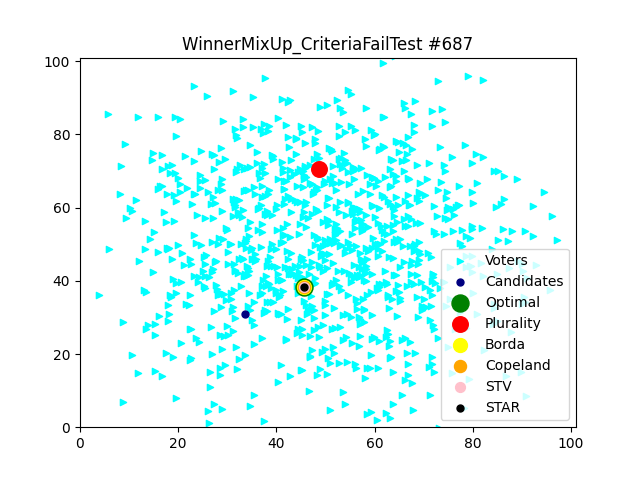 WinnerMixUp_CriteriaFailTest #687
100
80
60
40
20
0
0
20
40
60
80
100
Voters
Candidates
Optimal
Plurality
Borda
Copeland
STV
STAR